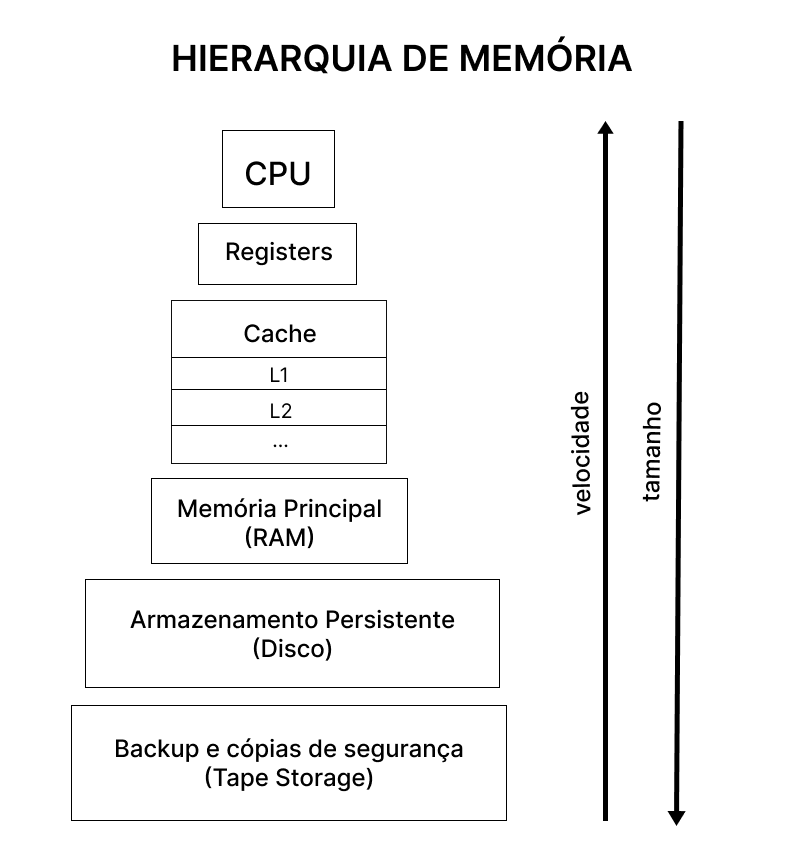 HIERARQUIA DE MEMÓRIA
CPU
Registers
Cache
L1
L2
...
Memória Principal
(RAM)
Armazenamento Persistente
(Disco)
Backup e cópias de segurança
(Tape Storage)
velocidade
tamanho